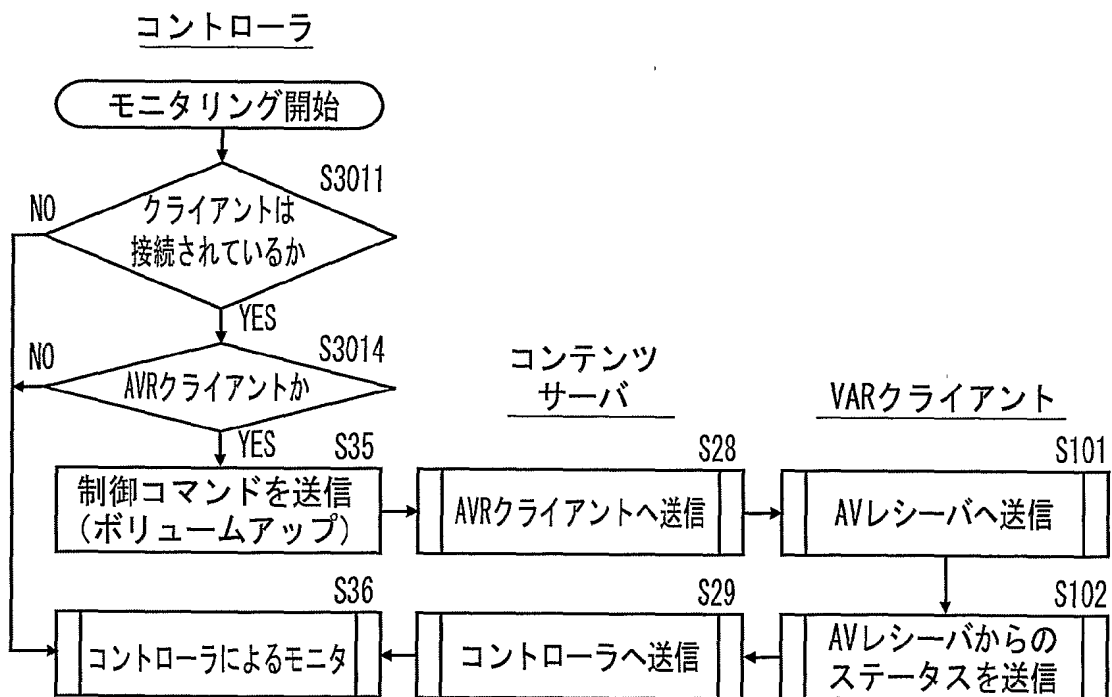 コントローラ
モニタリング開始
S3011
NO
クライアントは
接続されているか
YES
S3014
NO
AVRクライアントか
YES
コンテンツ
サーバ
VARクライアント
S35
制御コマンドを送信
(ボリュームアップ)
S28
AVRクライアントへ送信
S101
AVレシーバへ送信
S36
コントローラによるモニタ
S29
コントローラへ送信
S102
AVレシーバからの
ステータスを送信